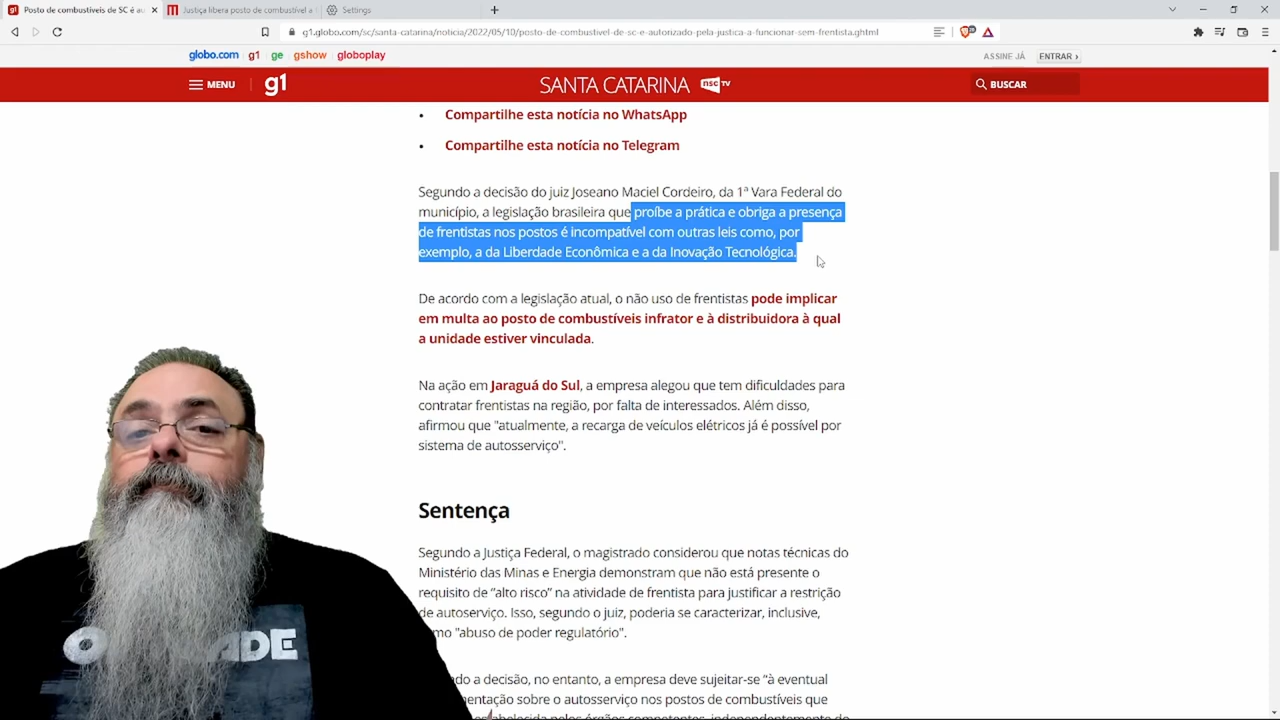 Posto de combustíveis de SC é au
Justiça libera posto de combustível a
Settings
g1.globo.com/sc/santa-catarina/noticia/2022/05/10/posto-de-combustivel-de-sc-e-autorizado-pela-justica-a-funcionar-sem-frentista.ghtml
globo.com g1 ge gshow globoplay
ASSINE JÁ ENTRAR ›
MENU g1 SANTA CATARINA nsc TV BUSCAR
• Compartilhe esta notícia no WhatsApp
• Compartilhe esta notícia no Telegram
Segundo a decisão do juiz Joseano Maciel Cordeiro, da 1ª Vara Federal do
município, a legislação brasileira que proíbe a prática e obriga a presença
de frentistas nos postos é incompatível com outras leis como, por
exemplo, a da Liberdade Econômica e a da Inovação Tecnológica.
De acordo com a legislação atual, o não uso de frentistas pode implicar
em multa ao posto de combustíveis infrator e à distribuidora à qual
a unidade estiver vinculada.
Na ação em Jaraguá do Sul, a empresa alegou que tem dificuldades para
contratar frentistas na região, por falta de interessados. Além disso,
afirmou que "atualmente, a recarga de veículos elétricos já é possível por
sistema de autosserviço".
Sentença
Segundo a Justiça Federal, o magistrado considerou que notas técnicas do
Ministério das Minas e Energia demonstram que não está presente o
requisito de “alto risco” na atividade de frentista para justificar a restrição
de autoserviço. Isso, segundo o juiz, poderia se caracterizar, inclusive,
"abuso de poder regulatório".
a decisão, no entanto, a empresa deve sujeitar-se “à eventual
sobre o autosserviço nos postos de combustíveis que
pelos órgãos competentes, independentemente do